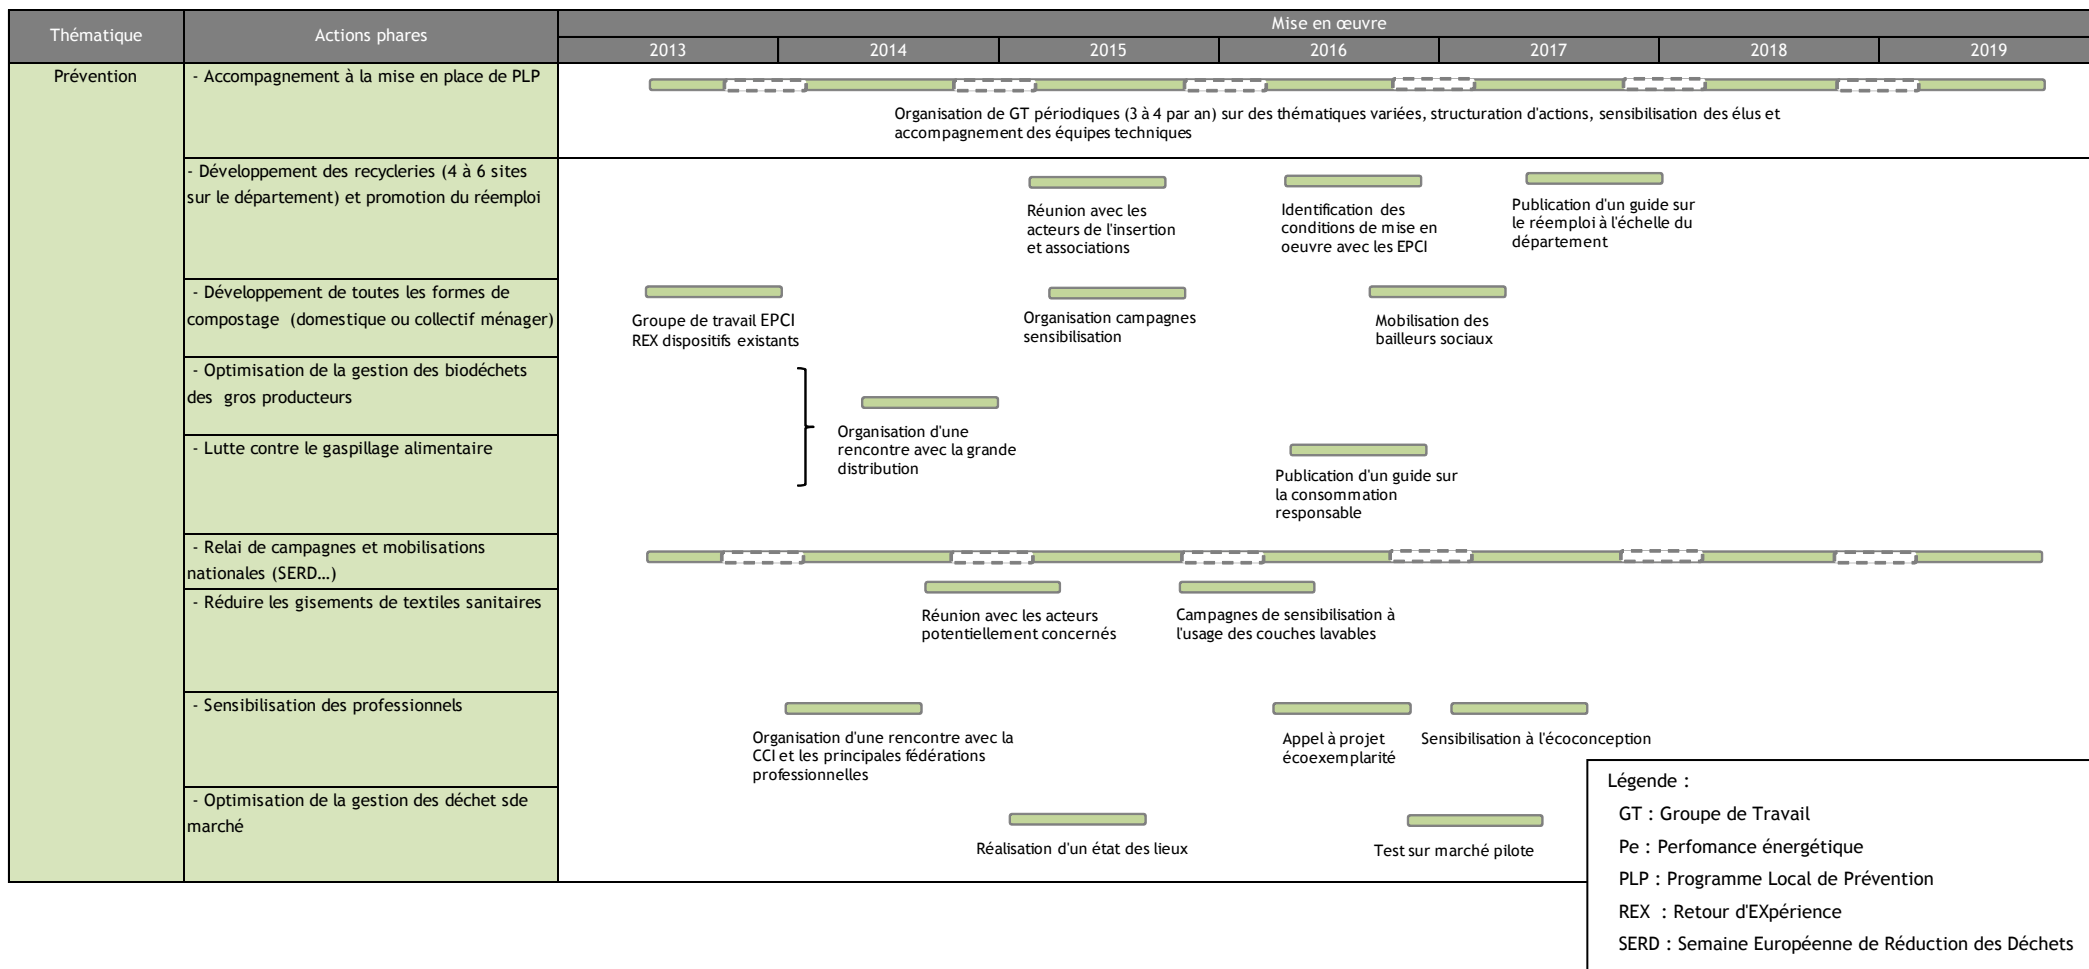 Thématique
Actions phares
Mise en œuvre
2013
2014
2015
2016
2017
2018
2019
Prévention
- Accompagnement à la mise en place de PLP
Organisation de GT périodiques (3 à 4 par an) sur des thématiques variées, structuration d'actions, sensibilisation des élus et
accompagnement des équipes techniques
- Développement des recycleries (4 à 6 sites
sur le département) et promotion du réemploi
Réunion avec les
acteurs de l'insertion
et associations
Identification des
conditions de mise en
oeuvre avec les EPCI
Publication d'un guide sur
le réemploi à l'échelle du
département
- Développement de toutes les formes de
compostage (domestique ou collectif ménager)
Groupe de travail EPCI
REX dispositifs existants
Organisation campagnes
sensibilisation
Mobilisation des
bailleurs sociaux
- Optimisation de la gestion des biodéchets
des gros producteurs
Organisation d'une
rencontre avec la grande
distribution
- Lutte contre le gaspillage alimentaire
Publication d'un guide sur
la consommation
responsable
- Relai de campagnes et mobilisations
nationales (SERD…)
- Réduire les gisements de textiles sanitaires
Réunion avec les acteurs
potentiellement concernés
Campagnes de sensibilisation à
l'usage des couches lavables
- Sensibilisation des professionnels
Organisation d'une rencontre avec la
CCI et les principales fédérations
professionnelles
Appel à projet
écoexemplarité
Sensibilisation à l'écoconception
- Optimisation de la gestion des déchet sde
marché
Réalisation d'un état des lieux
Test sur marché pilote
Légende :
GT : Groupe de Travail
Pe : Perfomance énergétique
PLP : Programme Local de Prévention
REX : Retour d'EXpérience
SERD : Semaine Européenne de Réduction des Déchets